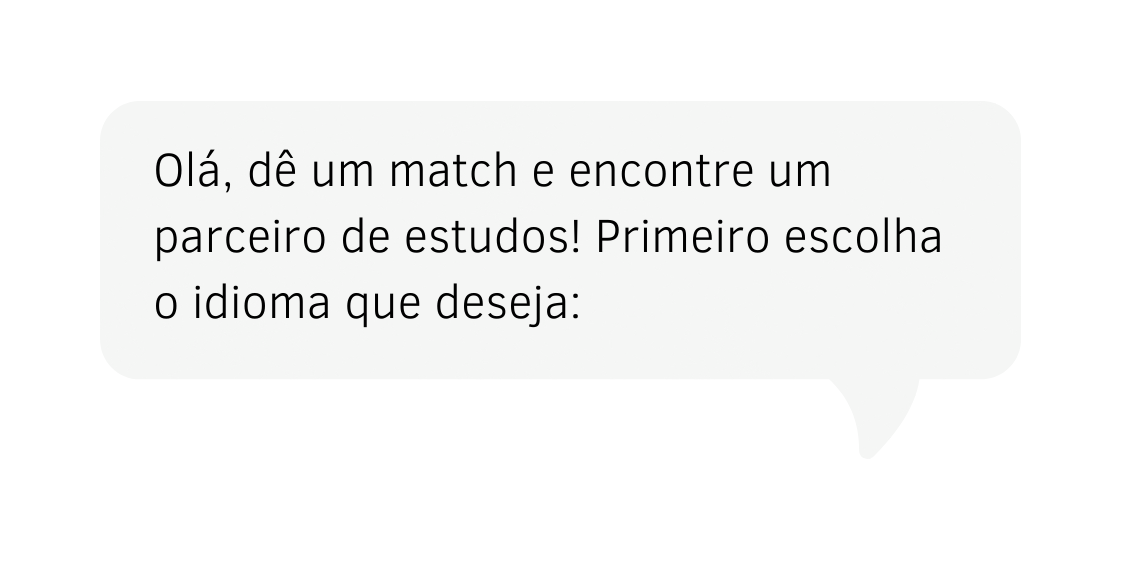 Olá, dê um match e encontre um
parceiro de estudos! Primeiro escolha
o idioma que deseja: